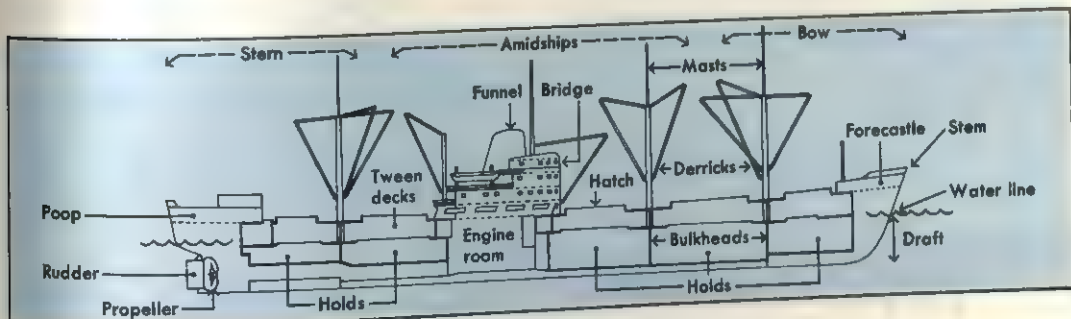 Stern
Amidships
Bow
Masts
Funnel
Bridge
Forecastle
Stem
Derricks
Tween
decks
Hatch
Water line
Poop
Engine
room
Bulkheads
Draft
Rudder
Holds
Holds
Propeller